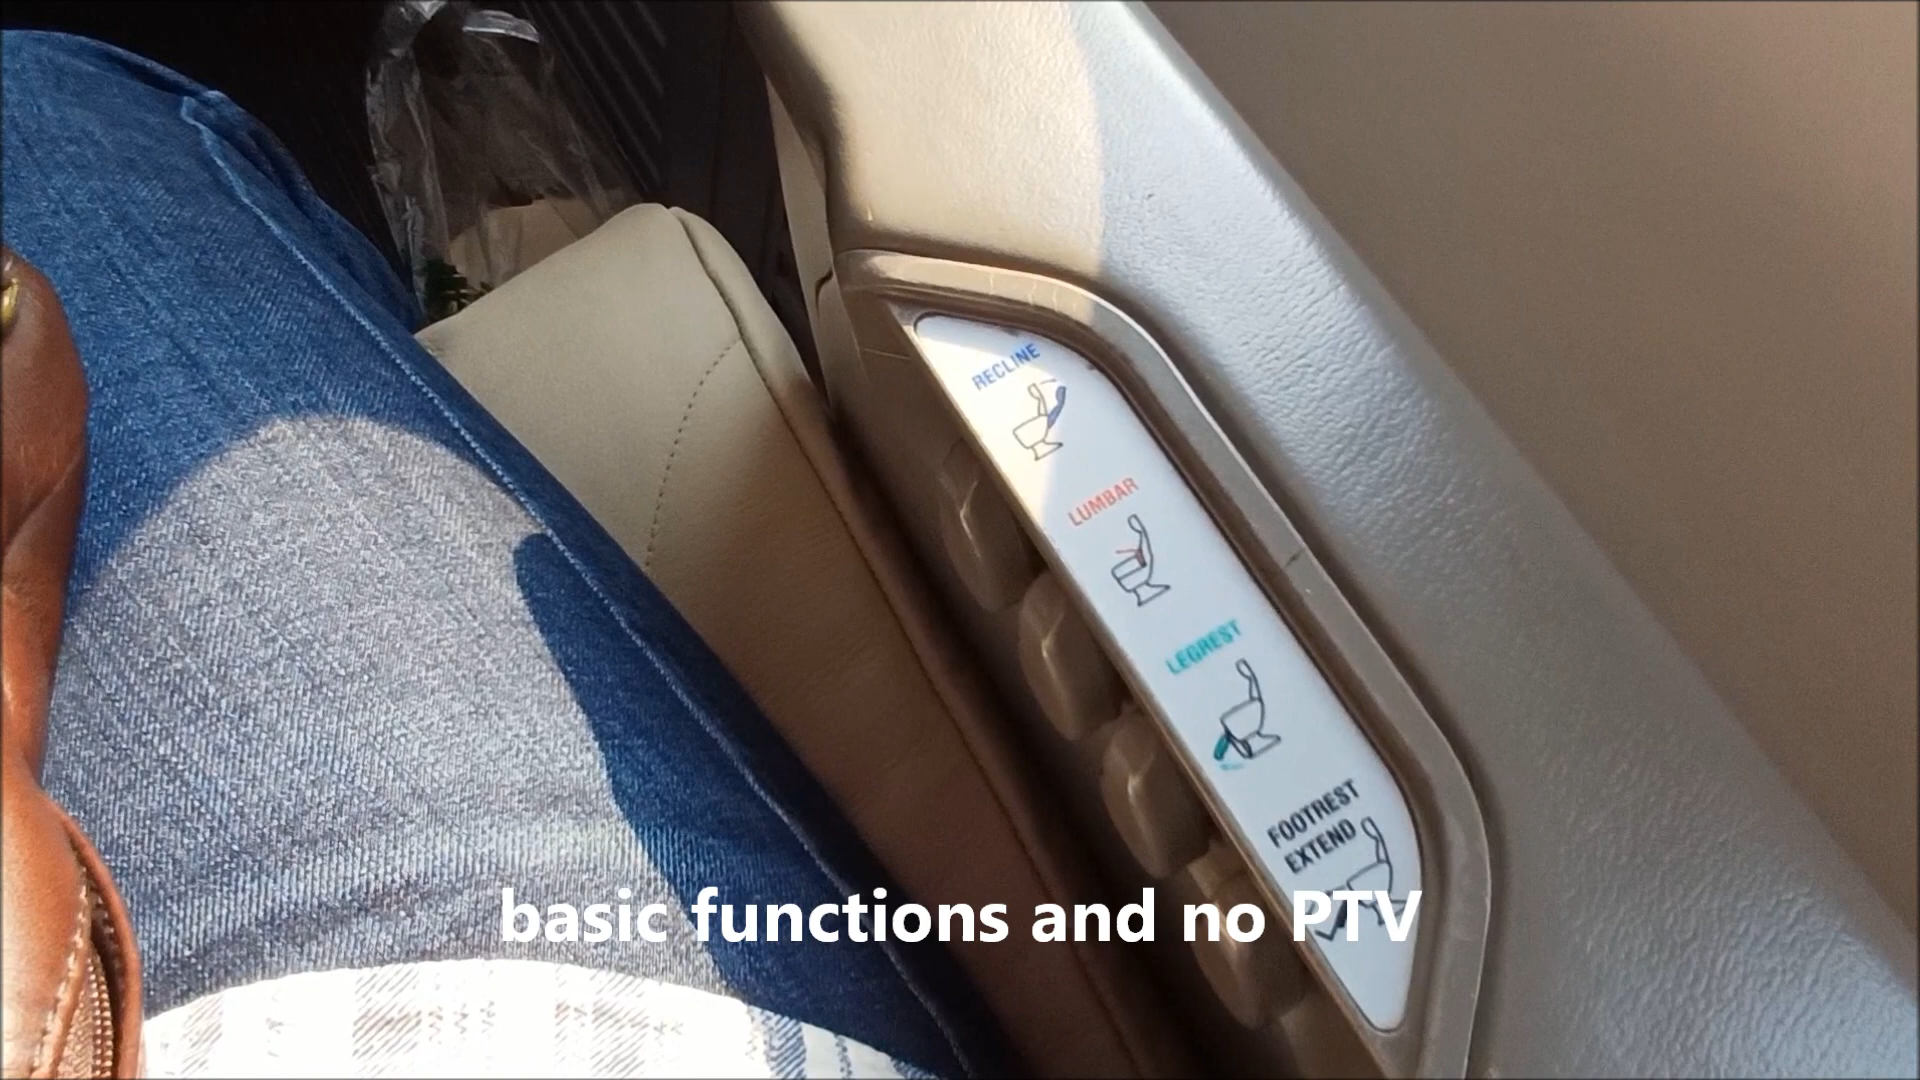 RECLINE
LUMBAR
LEGREST
FOOTREST
EXTEND
basic functions and no PTV